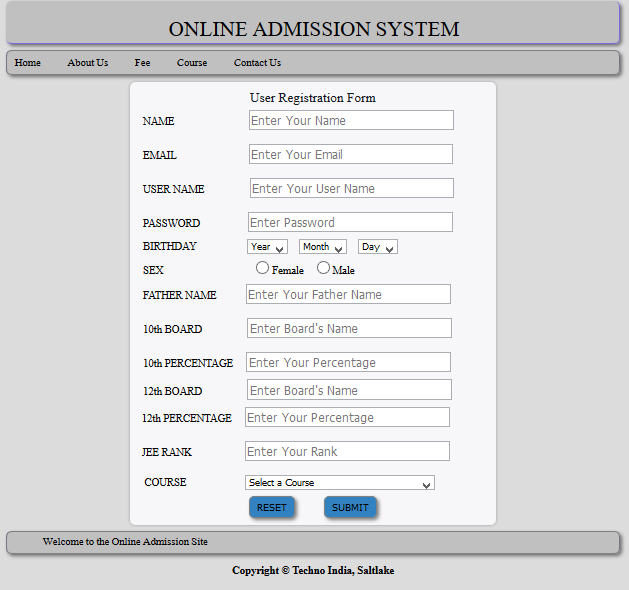 ONLINE ADMISSION SYSTEM
Home About Us Fee Course Contact Us
User Registration Form
NAME Enter Your Name
EMAIL Enter Your Email
USER NAME Enter Your User Name
PASSWORD Enter Password
BIRTHDAY Year Month Day
SEX Female Male
FATHER NAME Enter Your Father Name
10th BOARD Enter Board's Name
10th PERCENTAGE Enter Your Percentage
12th BOARD Enter Board's Name
12th PERCENTAGE Enter Your Percentage
JEE RANK Enter Your Rank
COURSE Select a Course
RESET SUBMIT
Welcome to the Online Admission Site
Copyright © Techno India, Saltlake